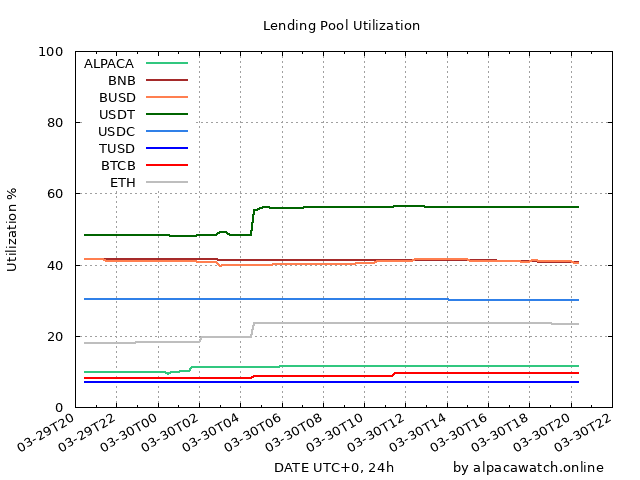 Lending Pool Utilization
100
80
60
40
20
0
Utilization %
ALPACA
BNB
BUSD
USDT
USDC
TUSD
BTCB
ETH
03-29T20
03-29T22
03-30T00
03-30T02
03-30T04
03-30T06
03-30T08
03-30T10
03-30T12
03-30T14
03-30T16
03-30T18
03-30T20
03-30T22
DATE UTC+0, 24h
by alpacawatch.online